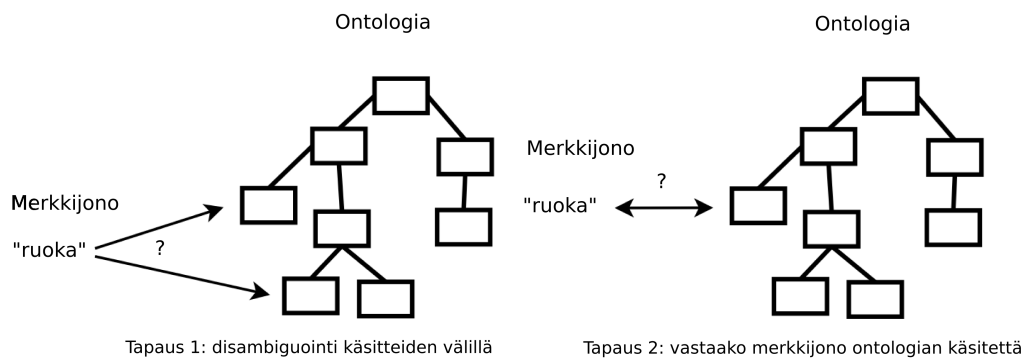 Ontologia
Merkkijono
"ruoka"
?
Tapaus 1: disambiguointi käsitteiden välillä
Ontologia
Merkkijono
?
"ruoka"
Tapaus 2: vastaako merkkijono ontologian käsitettä